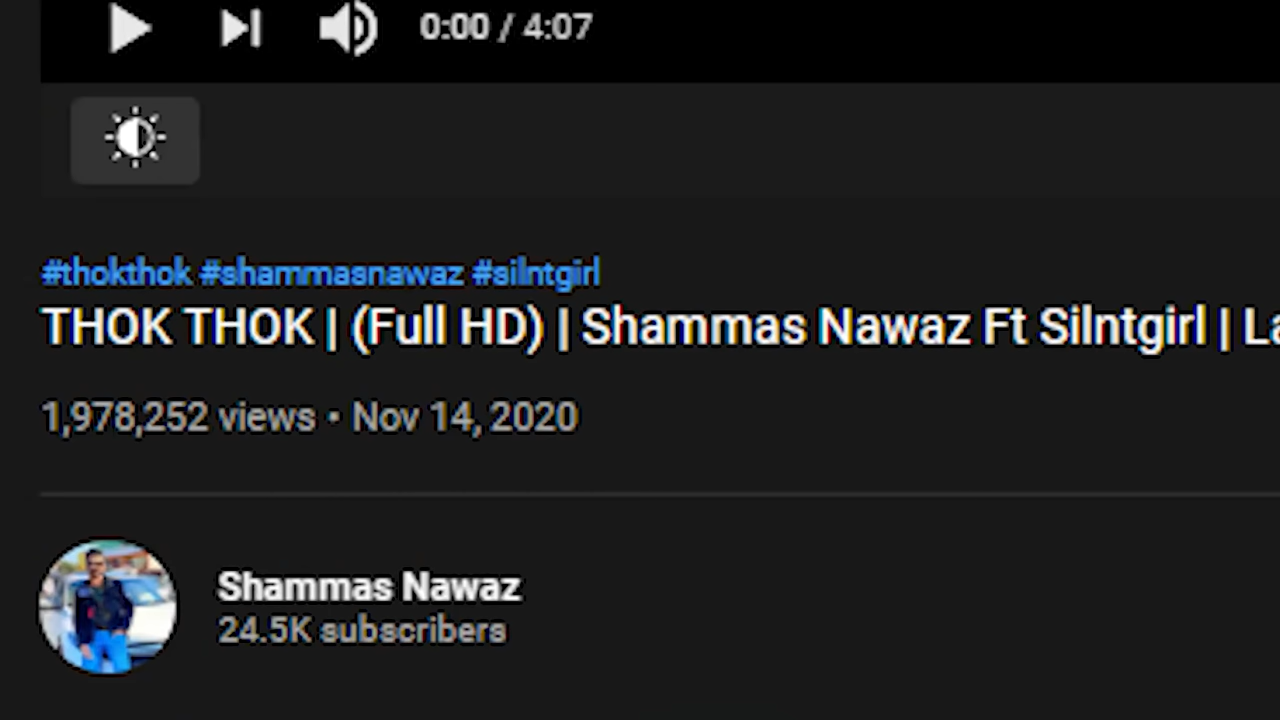 0:00 / 4:07
#thokthok #shammasnawaz #silntgirl
THOK THOK | (Full HD) | Shammas Nawaz Ft Silntgirl | La
1,978,252 views • Nov 14, 2020
Shammas Nawaz
24.5K subscribers